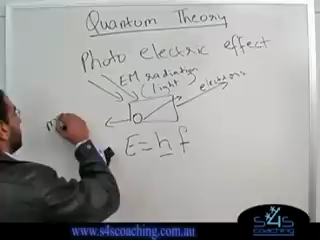 Quantum Theory
Photo electric effect
EM radiation
(light
electrons
E = hf
www.s4scoaching.com.au
S4S
COACHING